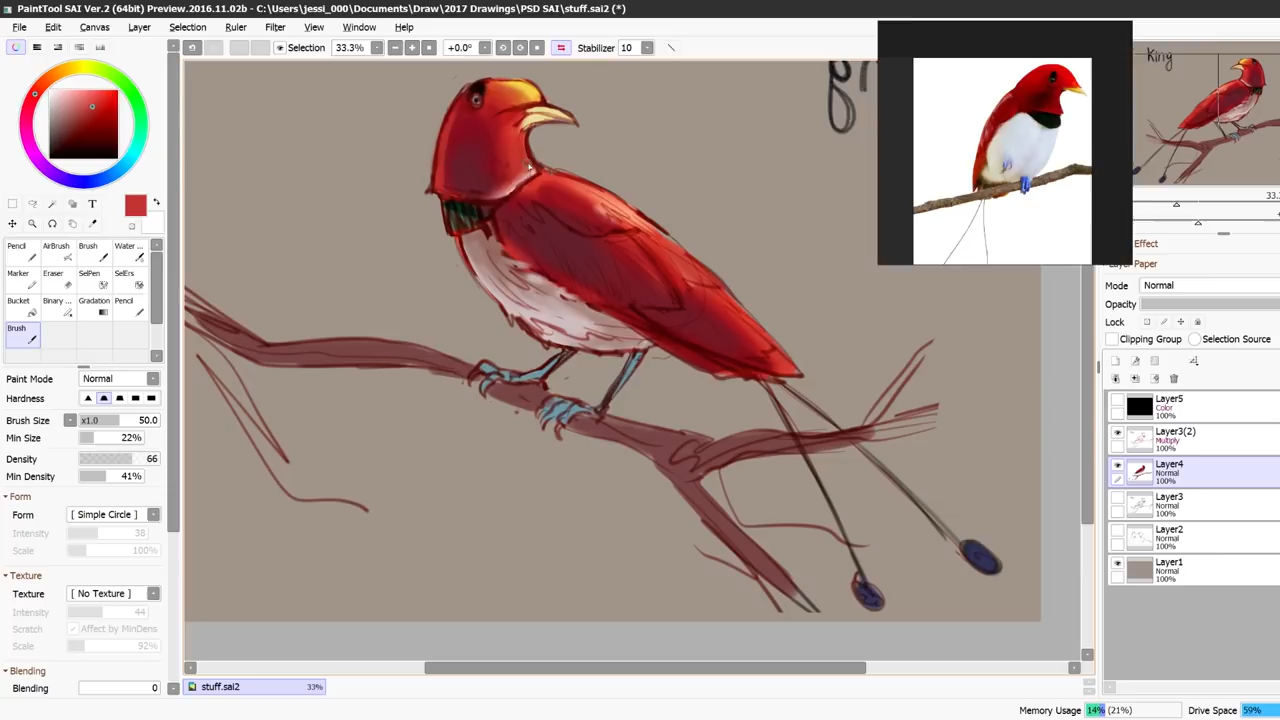 PaintTool SAI Ver.2 (64bit) Preview.2016.11.02b - C:\Users\jessi_000\Documents\Draw\2017 Drawings\PSD SAI\stuff.sai2 (*)
File Edit Canvas Layer Selection Ruler Filter View Window Help
Selection 33.3% +0.0° Stabilizer 10
King
33.3
T
Pencil AirBrush Brush Water ...
Marker Eraser SelPen SelErs
Bucket Binary ... Gradation Pencil
Brush
Paint Mode Normal
Hardness
Brush Size x1.0 50.0
Min Size 22%
Density 66
Min Density 41%
Form
Form [ Simple Circle ]
Intensity 38
Scale 100%
Texture
Texture [ No Texture ]
Intensity 44
Scratch Affect by MinDens
Scale 92%
Blending
Blending 0
Effect
Layer Paper
Mode Normal
Opacity
Lock
Clipping Group Selection Source
Layer5
Color
100%
Layer3(2)
Multiply
100%
Layer4
Normal
100%
Layer3
Normal
100%
Layer2
Normal
100%
Layer1
Normal
100%
stuff.sai2 33%
Memory Usage 14% (21%) Drive Space 59%